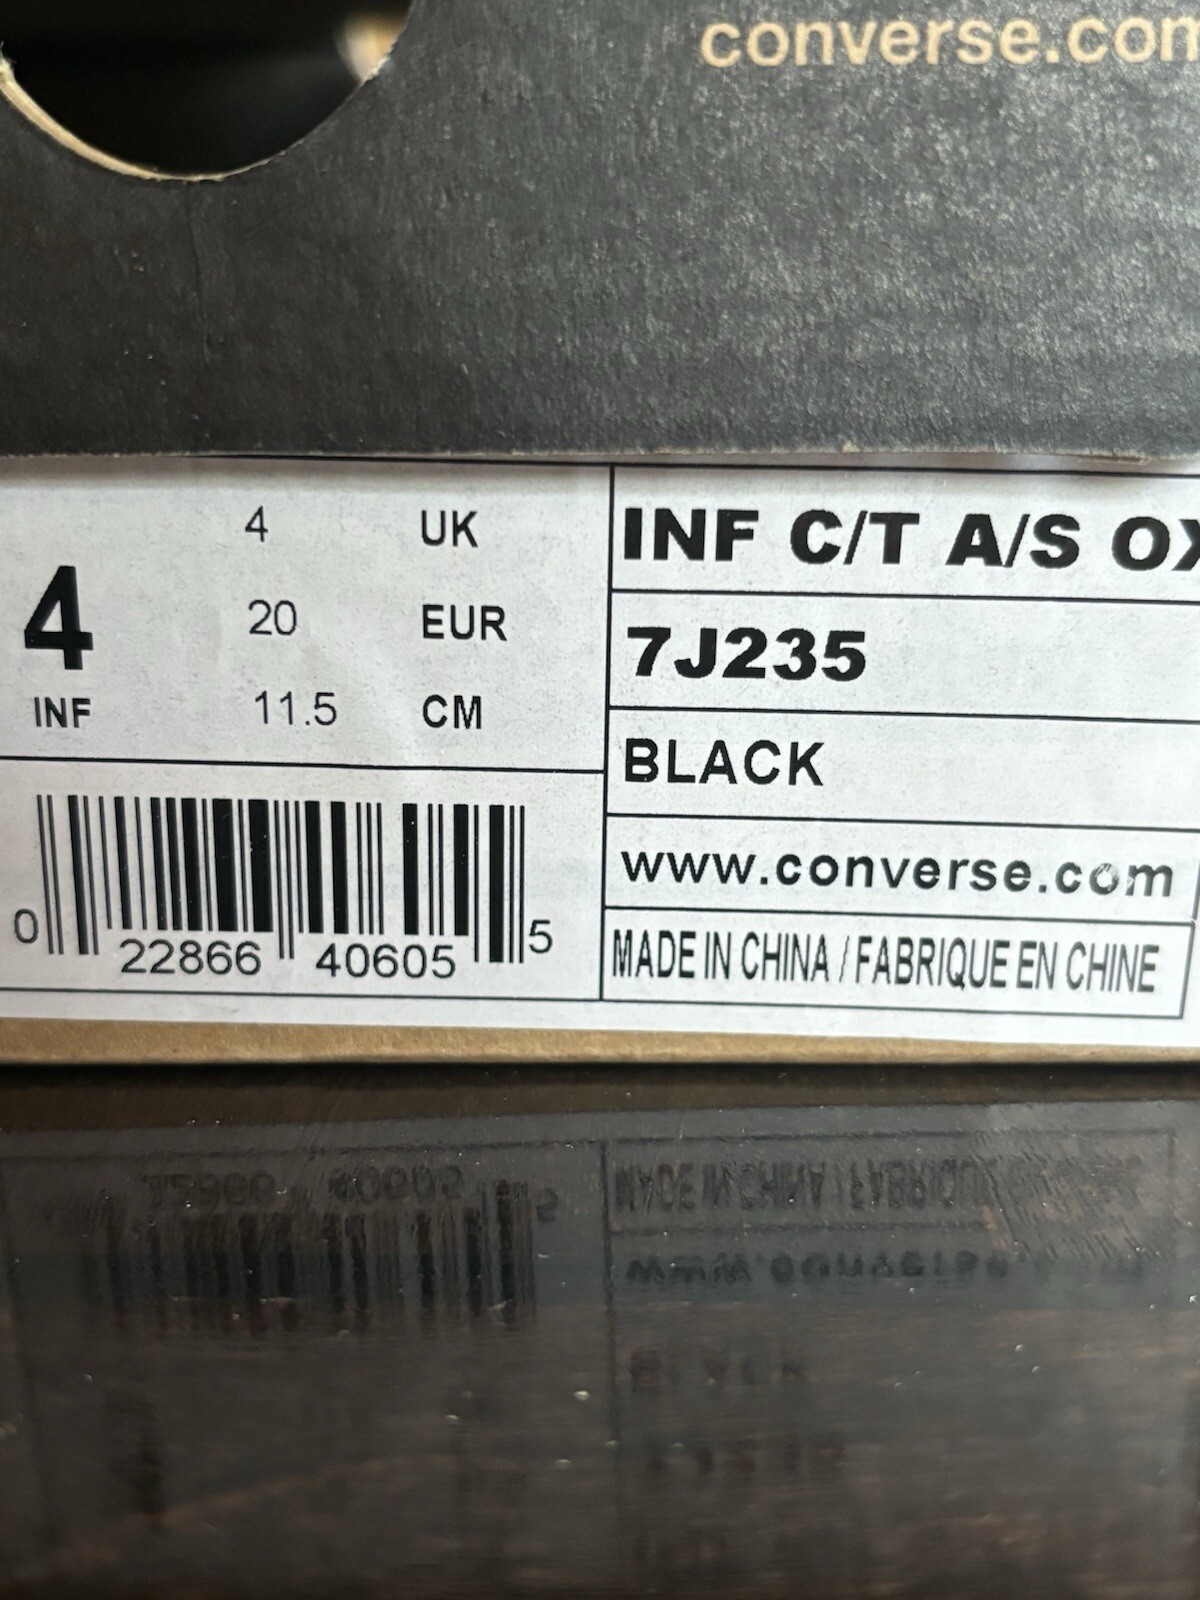 converse.com
4 UK
20 EUR
11.5 CM
4
INF
INF C/T A/S OX
7J235
BLACK
www.converse.com
MADE IN CHINA / FABRIQUE EN CHINE
0 22866 40605 5